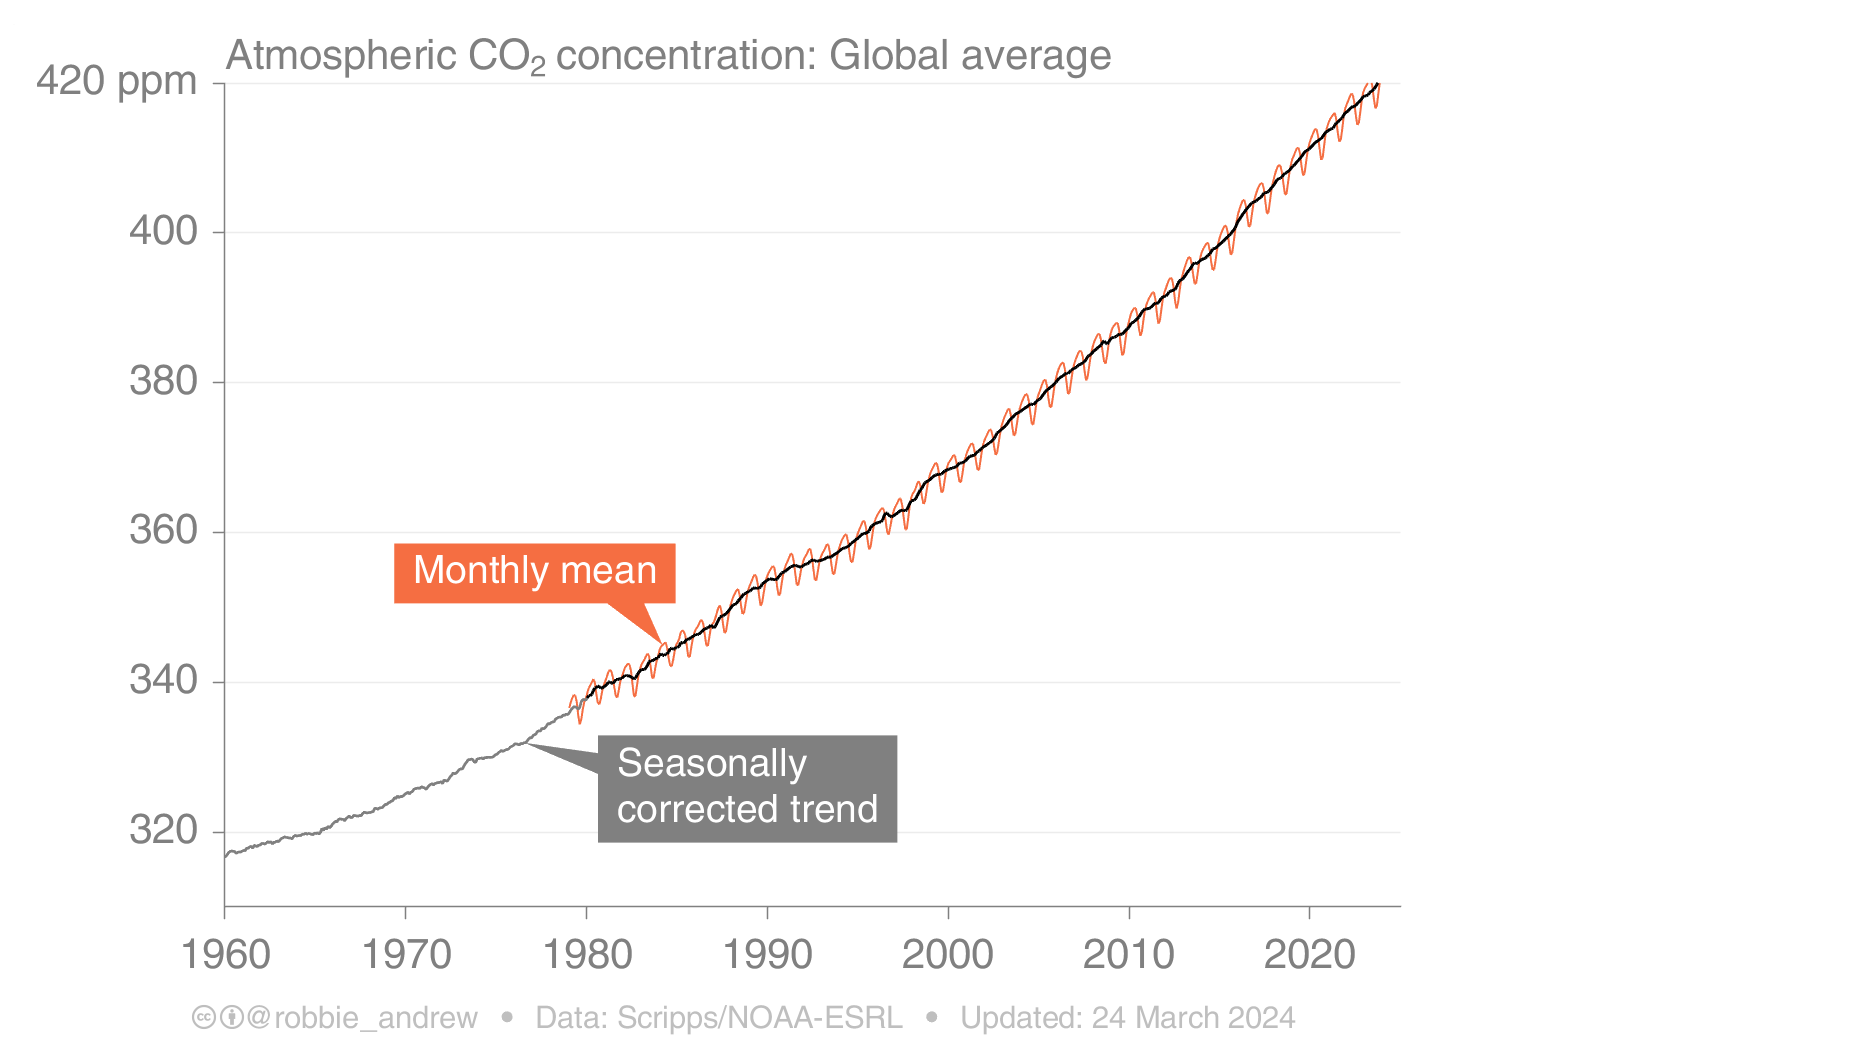 Atmospheric CO₂ concentration: Global average
420 ppm
400
380
360
340
320
Monthly mean
Seasonally
corrected trend
1960 1970 1980 1990 2000 2010 2020
cc @robbie_andrew • Data: Scripps/NOAA-ESRL • Updated: 24 March 2024